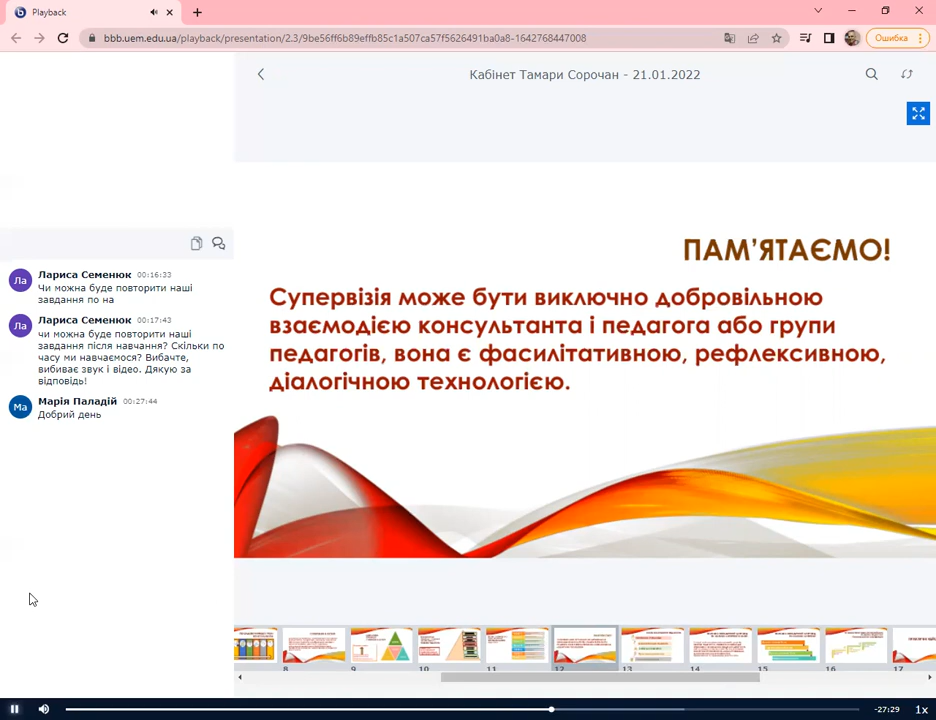 Playback
bbb.uem.edu.ua/playback/presentation/2.3/9be56ff6b89effb85c1a507ca57f5626491ba0a8-1642768447008
Ошибка
Кабінет Тамари Сорочан - 21.01.2022
Ла
Лариса Семенюк 00:16:33
Чи можна буде повторити наші
завдання по на
Ла
Лариса Семенюк 00:17:43
чи можна буде повторити наші
завдання після навчання? Скільки по
часу ми навчаємося? Вибачте,
вибиває звук і відео. Дякую за
відповідь!
Ма
Марія Паладій 00:27:44
Добрий день
ПАМ’ЯТАЄМО!
Супервізія може бути виключно добровільною
взаємодією консультанта і педагога або групи
педагогів, вона є фасилітативною, рефлексивною,
діалогічною технологією.
8
9
10
11
12
13
14
15
16
17
-27:29
1x